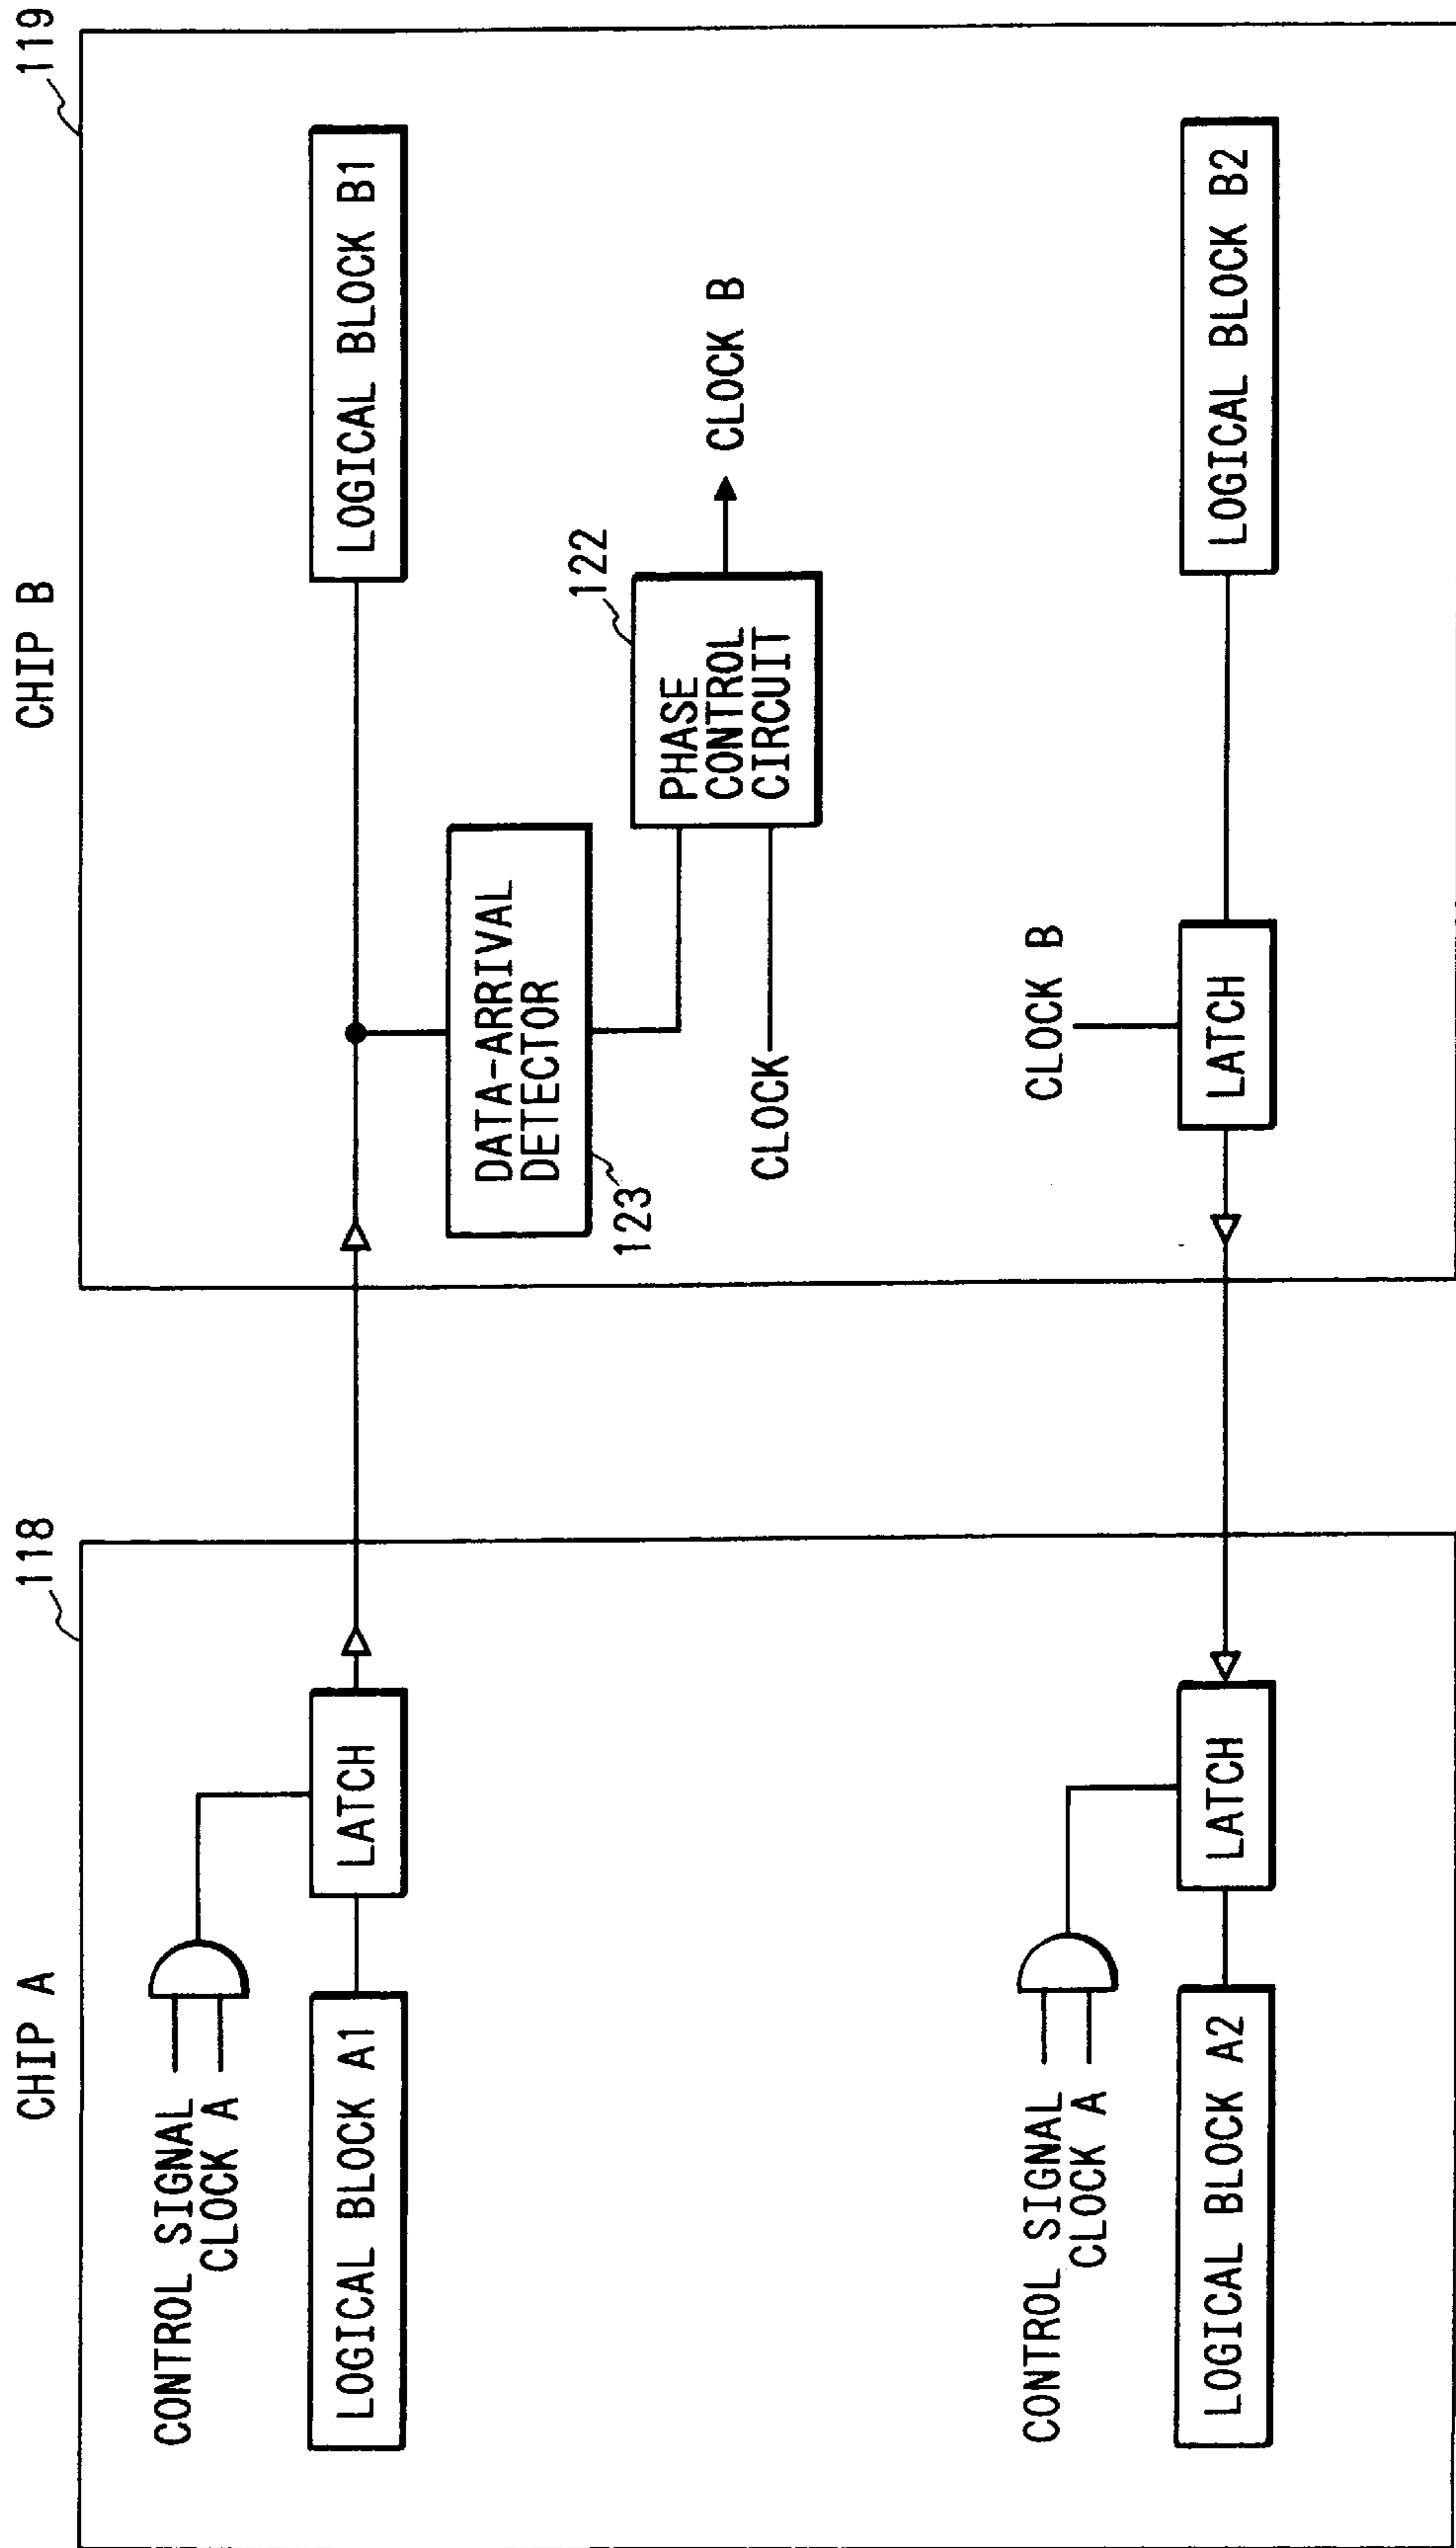 CHIP A
118
CONTROL SIGNAL
CLOCK A
LOGICAL BLOCK A1
LATCH
CONTROL SIGNAL
CLOCK A
LOGICAL BLOCK A2
LATCH
CHIP B
119
LOGICAL BLOCK B1
DATA-ARRIVAL
DETECTOR
123
CLOCK
PHASE
CONTROL
CIRCUIT
122
CLOCK B
CLOCK B
LATCH
LOGICAL BLOCK B2